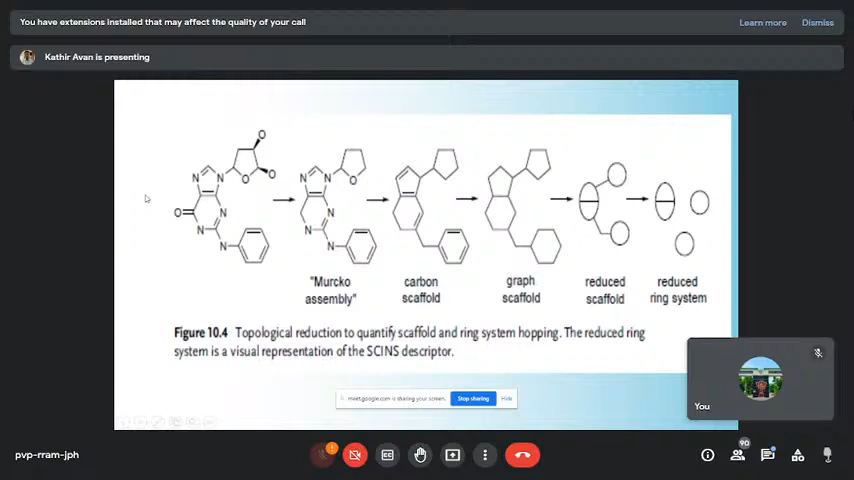 You have extensions installed that may affect the quality of your call
Learn more
Dismiss
Kathir Avan is presenting
"Murcko assembly"
carbon scaffold
graph scaffold
reduced scaffold
reduced ring system
Figure 10.4 Topological reduction to quantify scaffold and ring system hopping. The reduced ring
system is a visual representation of the SCINS descriptor.
meet.google.com is sharing your screen.
Stop sharing
Hide
You
pvp-rram-jph
90